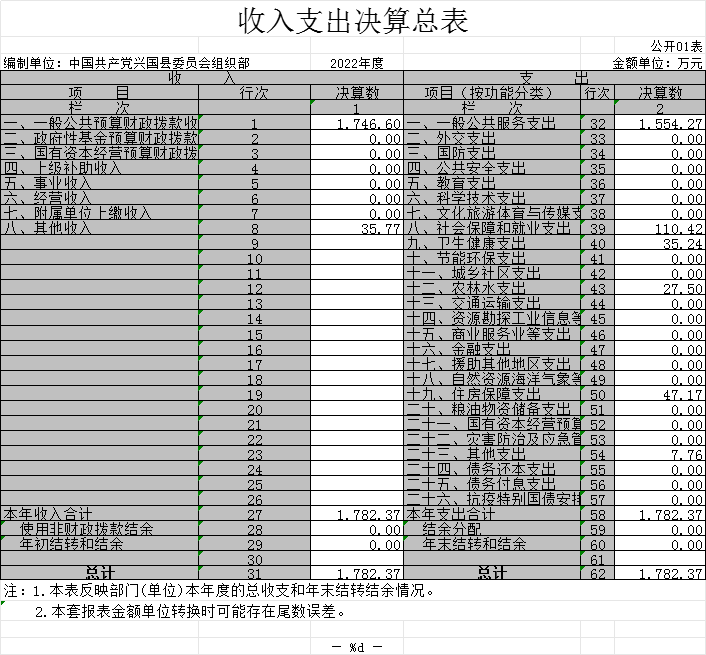 收入支出决算总表
公开01表
编制单位：中国共产党兴国县委员会组织部 2022年度 金额单位：万元
收 入 支 出
项 目 行次 决算数 项目（按功能分类） 行次 决算数
栏 次 1 栏 次 2
一、一般公共预算财政拨款收 1 1,746.60 一、一般公共服务支出 32 1,554.27
二、政府性基金预算财政拨款 2 0.00 二、外交支出 33 0.00
三、国有资本经营预算财政拨 3 0.00 三、国防支出 34 0.00
四、上级补助收入 4 0.00 四、公共安全支出 35 0.00
五、事业收入 5 0.00 五、教育支出 36 0.00
六、经营收入 6 0.00 六、科学技术支出 37 0.00
七、附属单位上缴收入 7 0.00 七、文化旅游体育与传媒支 38 0.00
八、其他收入 8 35.77 八、社会保障和就业支出 39 110.42
9 九、卫生健康支出 40 35.24
10 十、节能环保支出 41 0.00
11 十一、城乡社区支出 42 0.00
12 十二、农林水支出 43 27.50
13 十三、交通运输支出 44 0.00
14 十四、资源勘探工业信息等 45 0.00
15 十五、商业服务业等支出 46 0.00
16 十六、金融支出 47 0.00
17 十七、援助其他地区支出 48 0.00
18 十八、自然资源海洋气象等 49 0.00
19 十九、住房保障支出 50 47.17
20 二十、粮油物资储备支出 51 0.00
21 二十一、国有资本经营预算 52 0.00
22 二十二、灾害防治及应急管 53 0.00
23 二十三、其他支出 54 7.76
24 二十四、债务还本支出 55 0.00
25 二十五、债务付息支出 56 0.00
26 二十六、抗疫特别国债安排 57 0.00
本年收入合计 27 1,782.37 本年支出合计 58 1,782.37
使用非财政拨款结余 28 0.00 结余分配 59 0.00
年初结转和结余 29 0.00 年末结转和结余 60 0.00
30 61
总计 31 1,782.37 总计 62 1,782.37
注：1.本表反映部门(单位)本年度的总收支和年末结转结余情况。
2.本套报表金额单位转换时可能存在尾数误差。
— %d —